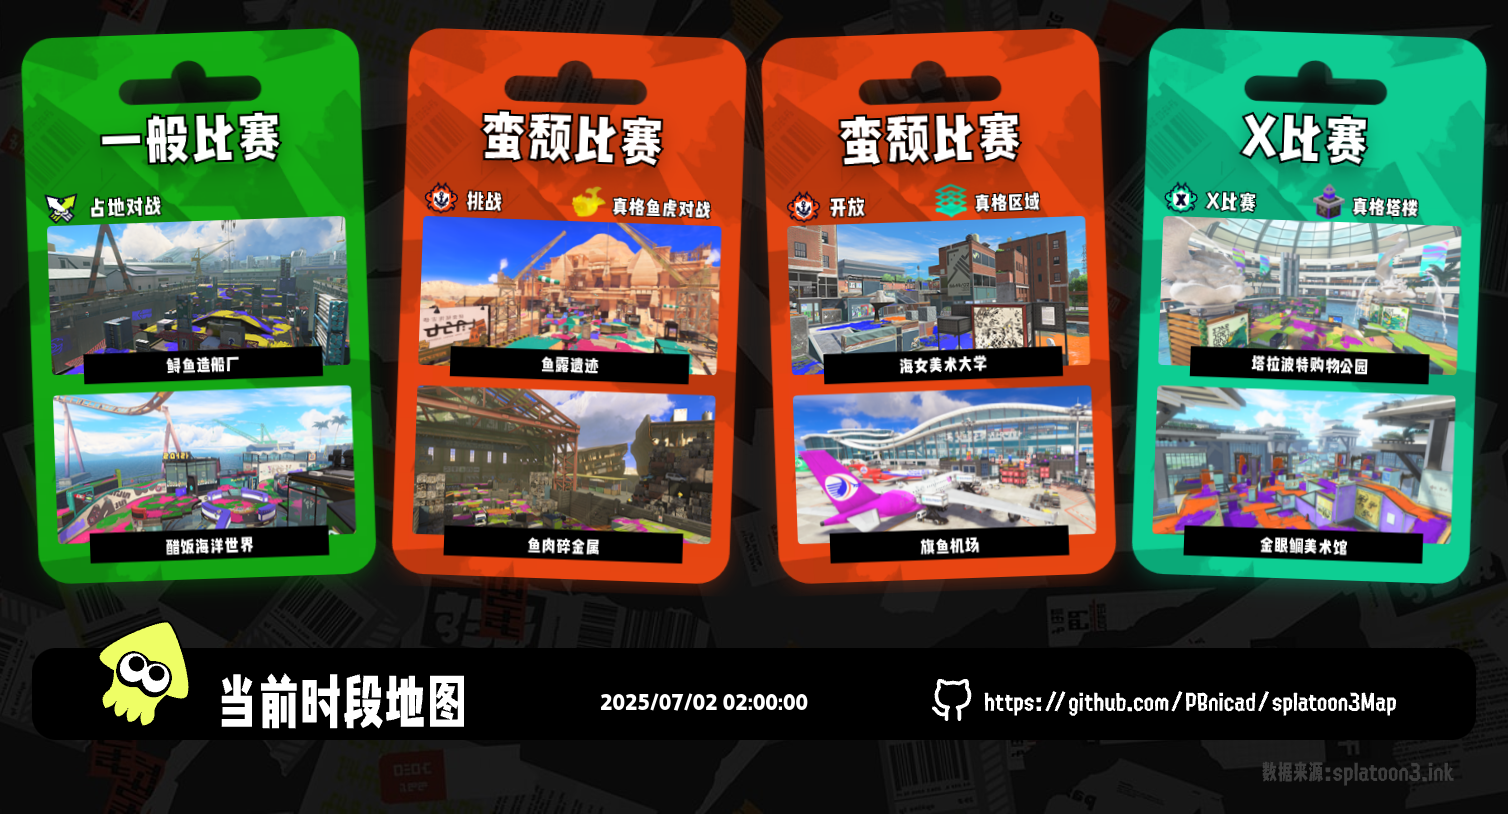 一般比赛
占地对战
鲟鱼造船厂
醋饭海洋世界
蛮颓比赛
挑战
真格鱼虎对战
鱼露遗迹
鱼肉碎金属
蛮颓比赛
开放
真格区域
海女美术大学
旗鱼机场
X比赛
X比赛
真格塔楼
塔拉波特购物公园
金眼鲷美术馆
当前时段地图
2025/07/02 02:00:00
https://github.com/PBnicad/splatoon3Map
数据来源:splatoon3.ink